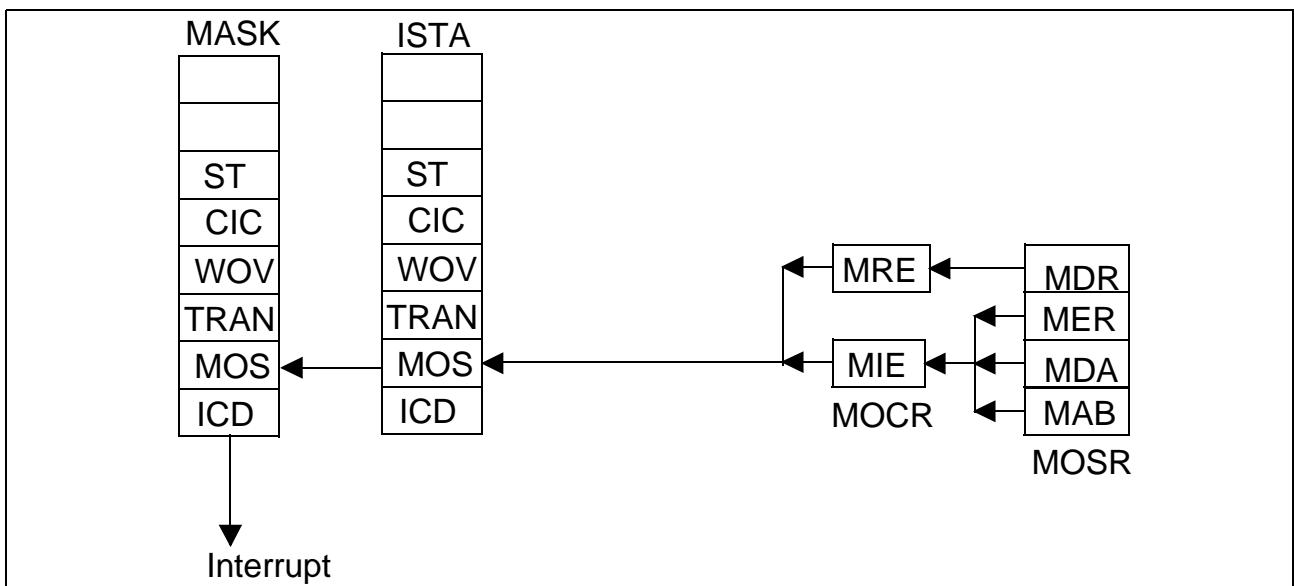 MASK
ISTA
ST
CIC
WOV
TRAN
MOS
ICD
ST
CIC
WOV
TRAN
MOS
ICD
MRE
MIE
MOCR
MDR
MER
MDA
MAB
MOSR
Interrupt